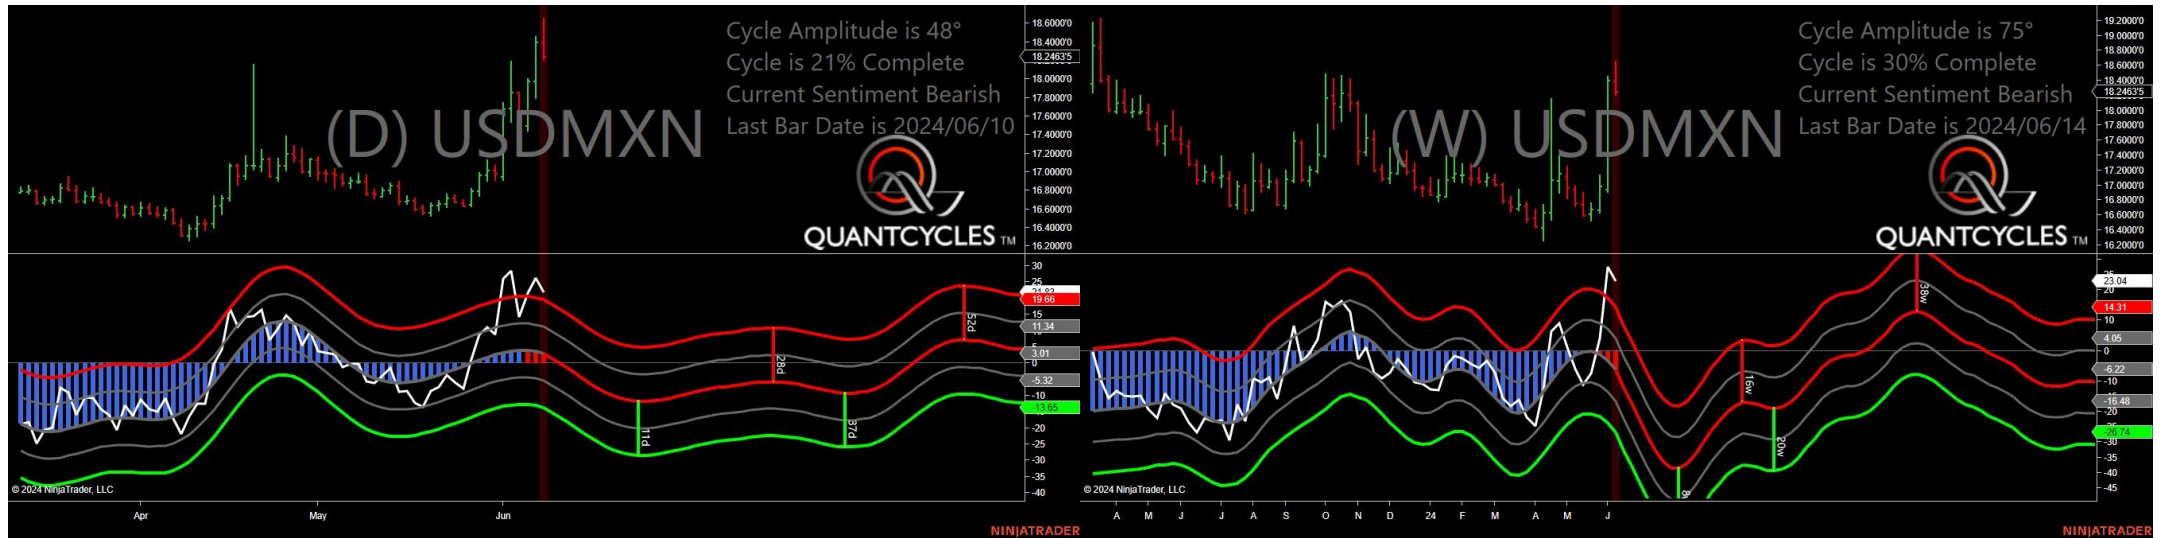 Cycle Amplitude is 48°
Cycle is 21% Complete
Current Sentiment Bearish
Last Bar Date is 2024/06/10
(D) USDMXN
QUANTCYCLES TM
18.6000'0
18.4000'0
18.2463'5
18.0000'0
17.8000'0
17.6000'0
17.4000'0
17.2000'0
17.0000'0
16.8000'0
16.6000'0
16.4000'0
16.2000'0
30
25
19.66
15
11.34
3.01
-5.32
-10
-13.65
-20
-25
-30
-35
-40
11d
28d
37d
52d
© 2024 NinjaTrader, LLC
Apr May Jun
NINJATRADER
Cycle Amplitude is 75°
Cycle is 30% Complete
Current Sentiment Bearish
Last Bar Date is 2024/06/14
(W) USDMXN
QUANTCYCLES TM
19.2000'0
19.0000'0
18.8000'0
18.6000'0
18.4000'0
18.2463'5
18.0000'0
17.8000'0
17.6000'0
17.4000'0
17.2000'0
17.0000'0
16.8000'0
16.6000'0
16.4000'0
16.2000'0
23.04
20
14.31
10
4.05
0
-6.22
-10
-16.48
-20
-26.74
-30
-35
-40
-45
16w
20w
38w
© 2024 NinjaTrader, LLC
A M J J A S O N D 24 F M A M J
NINJATRADER